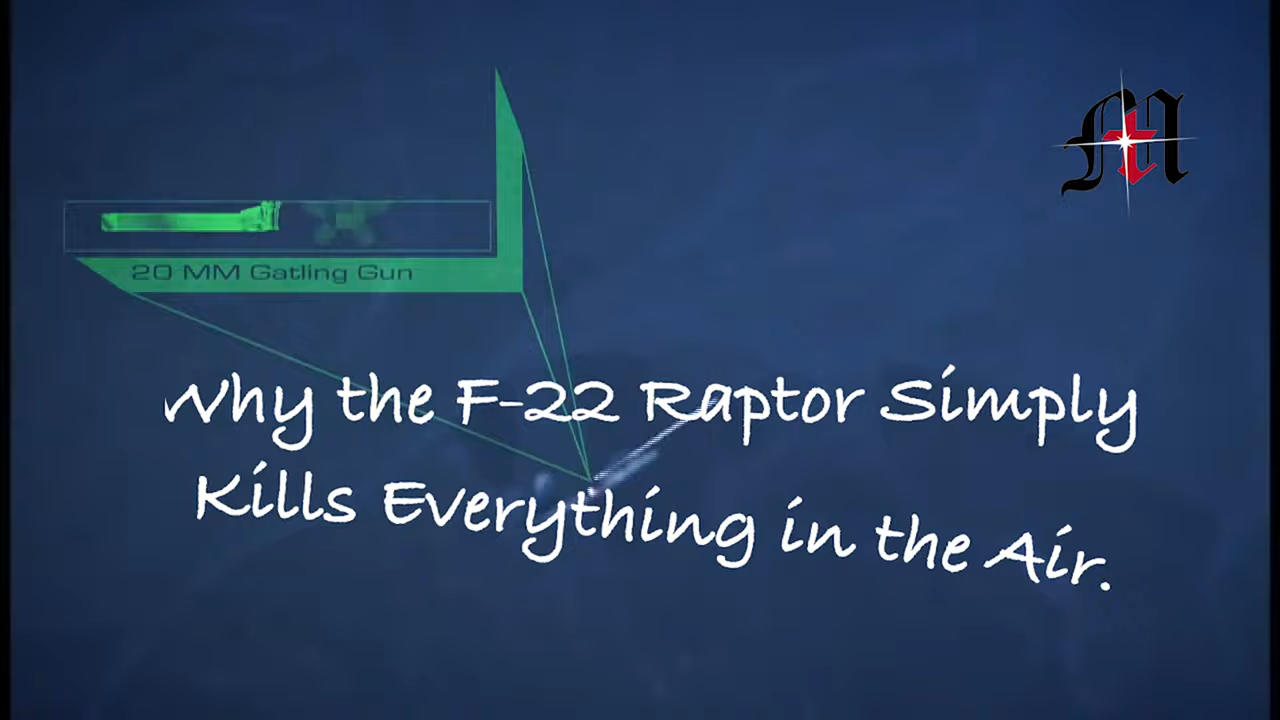 20 MM Gatling Gun
Why the F-22 Raptor Simply
Kills Everything in the Air.